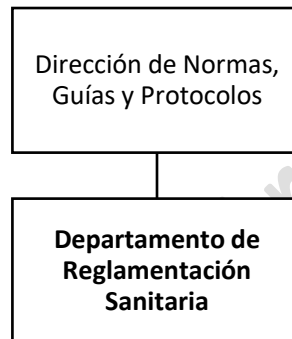 Dirección de Normas,
Guías y Protocolos
Departamento de
Reglamentación
Sanitaria